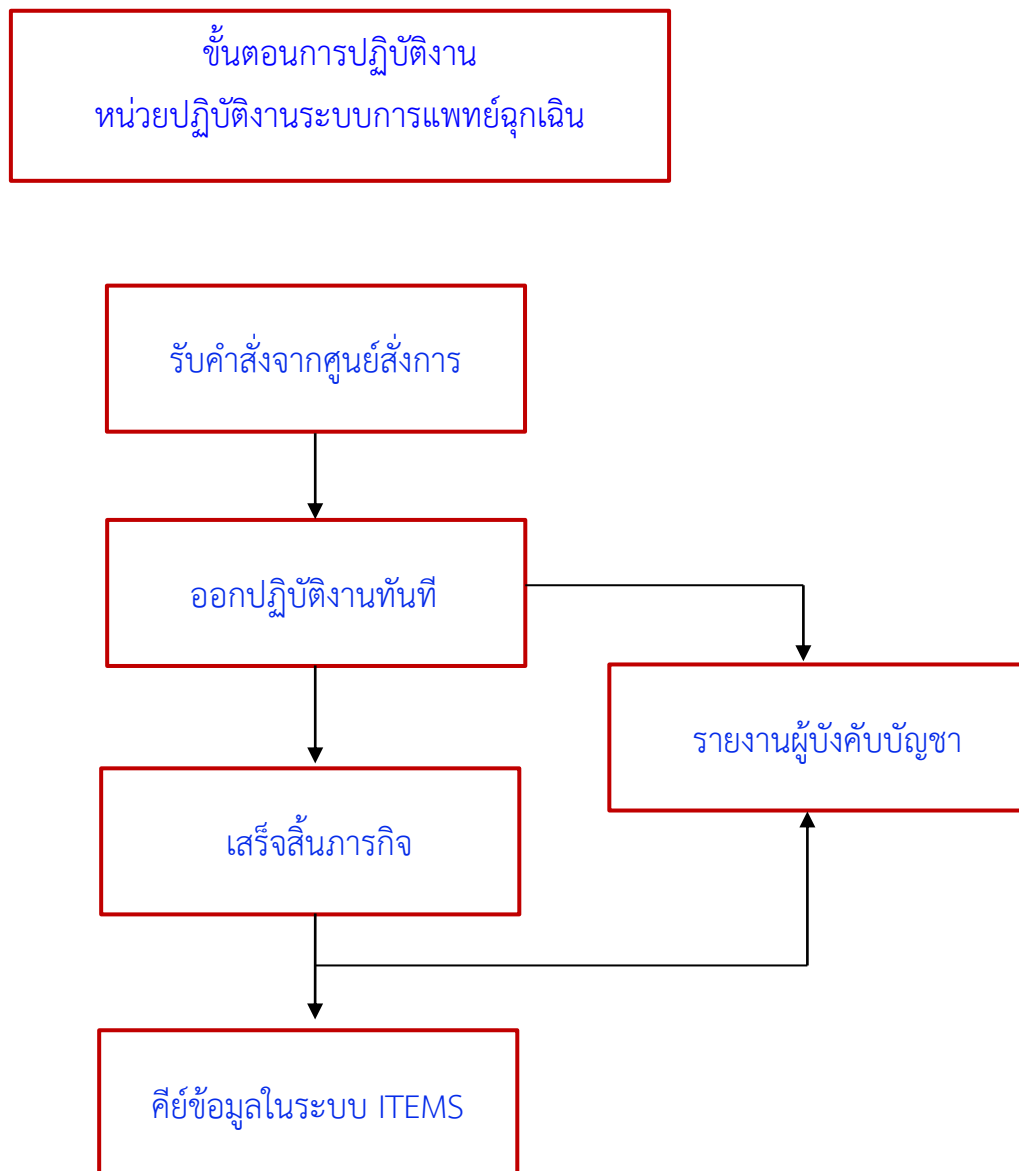 ขั้นตอนการปฏิบัติงาน
หน่วยปฏิบัติงานระบบการแพทย์ฉุกเฉิน
รับคำสั่งจากศูนย์สั่งการ
ออกปฏิบัติงานทันที
รายงานผู้บังคับบัญชา
เสร็จสิ้นภารกิจ
คีย์ข้อมูลในระบบ ITEMS